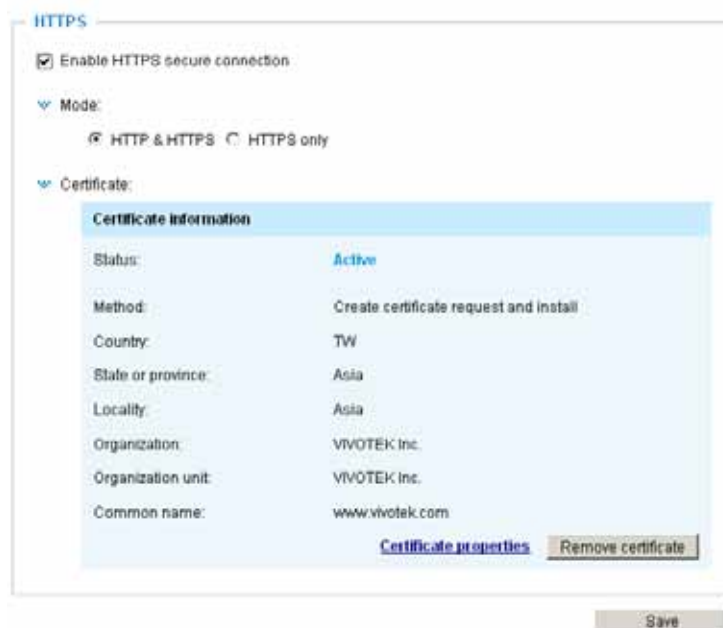 HTTPS
Enable HTTPS secure connection
Mode:
HTTP & HTTPS HTTPS only
Certificate:
Certificate information
Status: Active
Method: Create certificate request and install
Country: TW
State or province: Asia
Locality: Asia
Organization: VIVOTEK Inc.
Organization unit: VIVOTEK Inc.
Common name: www.vivotek.com
Certificate properties Remove certificate
Save